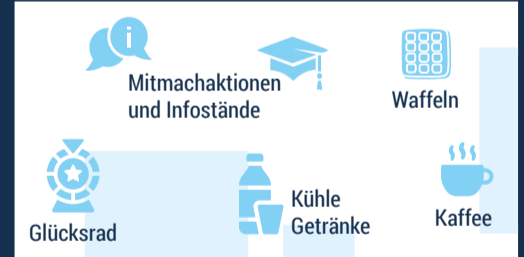 Mitmachaktionen
und Infostände
Waffeln
Glücksrad
Kühle
Getränke
Kaffee